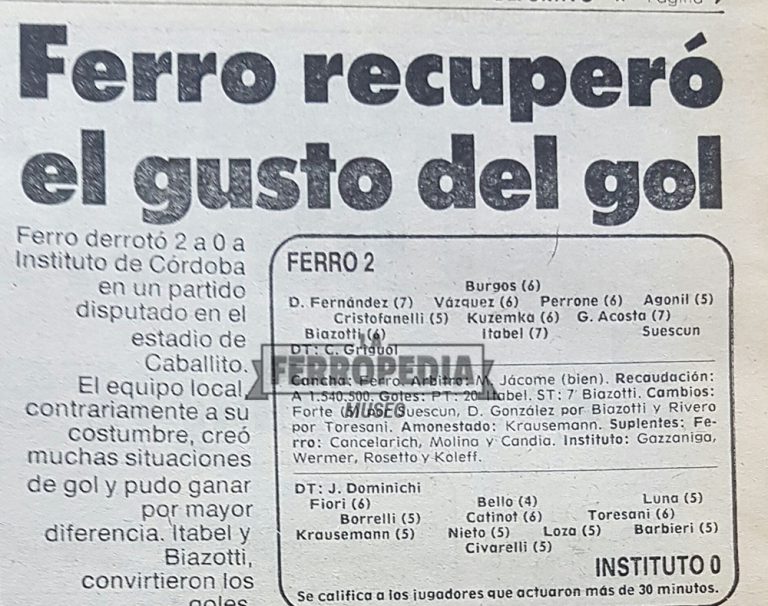 Página 7
Ferro recuperó
el gusto del gol
Ferro derrotó 2 a 0 a
Instituto de Córdoba
en un partido
disputado en el
estadio de
Caballito.
El equipo local,
contrariamente a su
costumbre, creó
muchas situaciones
de gol y pudo ganar
por mayor
diferencia. Itabel y
Biazotti,
convirtieron los
goles
FERRO 2
Burgos (6)
D. Fernández (7) Vázquez (6) Perrone (6) Agonil (5)
Cristofanelli (5) Kuzemka (6) G. Acosta (7)
Biazotti (6) Itabel (7) Suescun
DT: C. Griguol
Cancha: Ferro. Arbitro: M. Jácome (bien). Recaudación:
A 1.540.500. Goles: PT: 20 Itabel. ST: 7 Biazotti. Cambios:
Forte por Suescun, D. González por Biazotti y Rivero
por Toresani. Amonestado: Krausemann. Suplentes: Fe-
rro: Cancelarich, Molina y Candia. Instituto: Gazzaniga,
Wermer, Rosetto y Koleff.
DT: J. Dominichi
Fiori (6) Bello (4) Luna (5)
Borrelli (5) Catinot (6) Toresani (6)
Krausemann (5) Nieto (5) Loza (5) Barbieri (5)
Civarelli (5)
INSTITUTO 0
Se califica a los jugadores que actuaron más de 30 minutos.
LA
FERROPEDIA
MUSEO